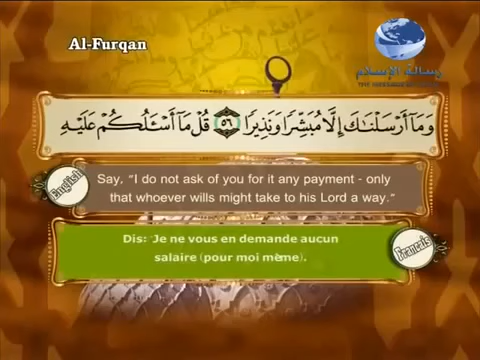 Al-Furqan
رسالة الإسلام
وَمَآ أَرْسَلْنَٰكَ إِلَّا مُبَشِّرًا وَنَذِيرًا ۝٥٦ قُلْ مَآ أَسْـَٔلُكُمْ عَلَيْهِ
English
Say, "I do not ask of you for it any payment - only
that whoever wills might take to his Lord a way."
Dis: "Je ne vous en demande aucun
salaire (pour moi même).
Francais